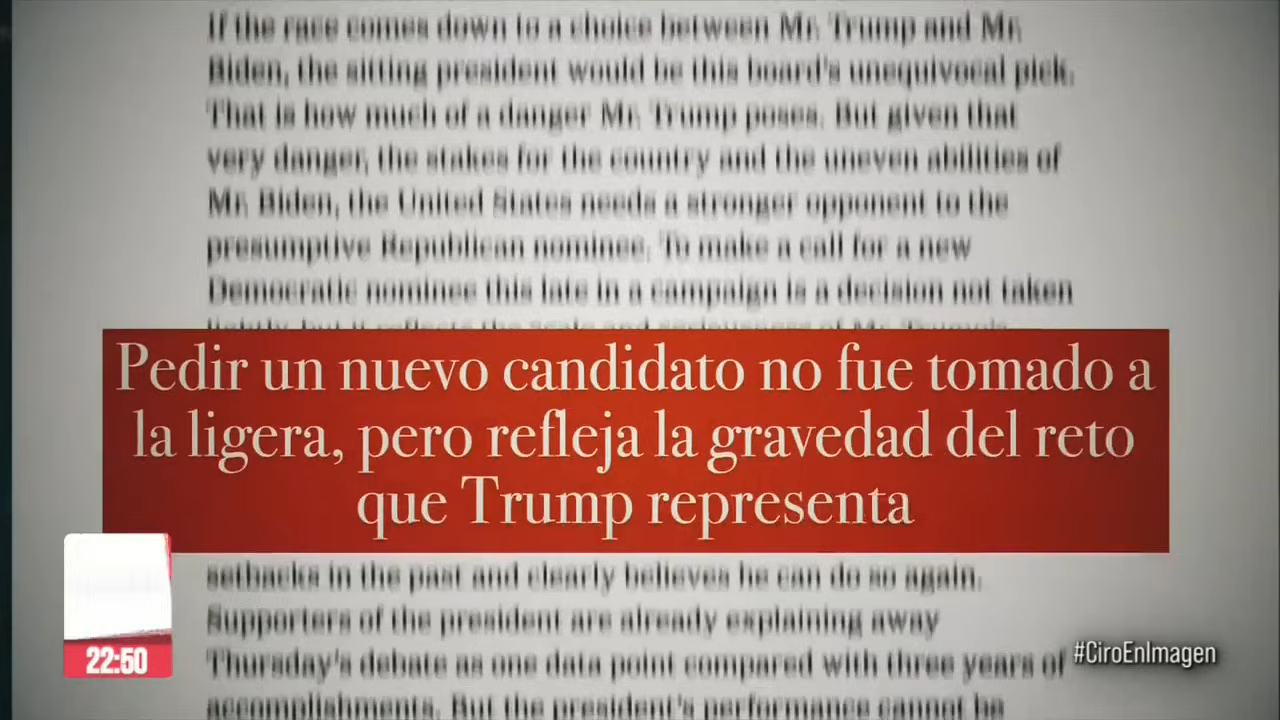 If the race comes down to a choice between Mr. Trump and Mr.
Biden, the sitting president would be this board's unequivocal pick.
That is how much of a danger Mr. Trump poses. But given that
very danger, the stakes for the country and the uneven abilities of
Mr. Biden, the United States needs a stronger opponent to the
presumptive Republican nominee. To make a call for a new
Democratic nominee this late in a campaign is a decision not taken
Pedir un nuevo candidato no fue tomado a
la ligera, pero refleja la gravedad del reto
que Trump representa
setbacks in the past and clearly believes he can do so again.
Supporters of the president are already explaining away
Thursday's debate as one data point compared with three years of
accomplishments. But the president's performance cannot be
22:50
#CiroEnImagen